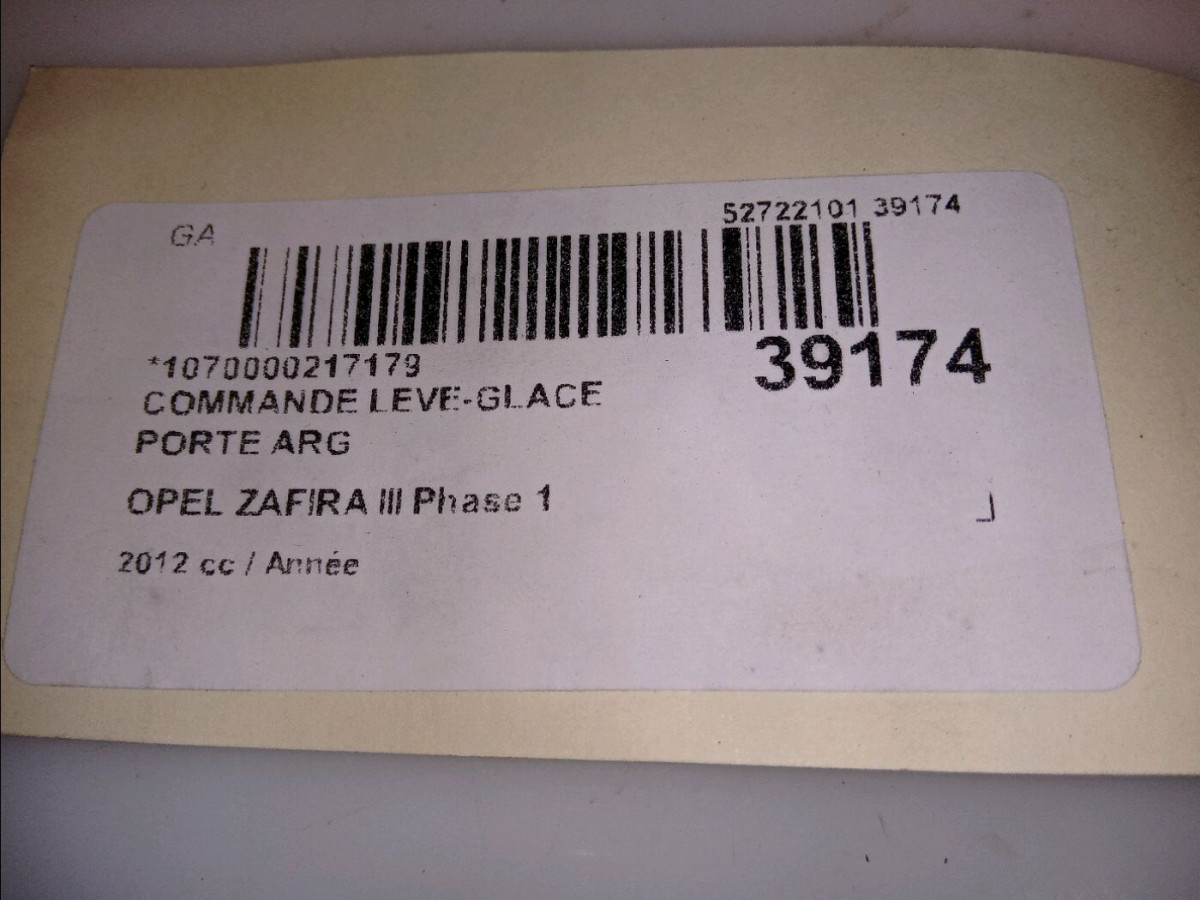 GA
52722101 39174
*1070000217179
39174
COMMANDE LEVE-GLACE
PORTE ARG
OPEL ZAFIRA III Phase 1
2012 cc / Année